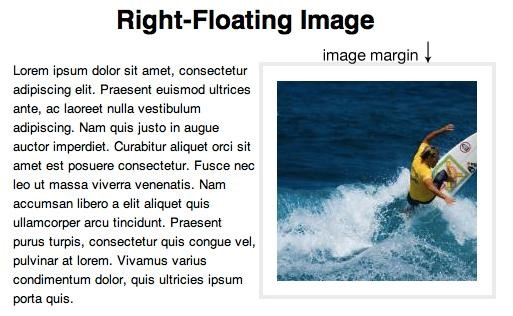 Right-Floating Image
image margin
Lorem ipsum dolor sit amet, consectetur
adipiscing elit. Praesent euismod ultrices
ante, ac laoreet nulla vestibulum
adipiscing. Nam quis justo in augue
auctor imperdiet. Curabitur aliquet orci sit
amet est posuere consectetur. Fusce nec
leo ut massa viverra venenatis. Nam
accumsan libero a elit aliquet quis
ullamcorper arcu tincidunt. Praesent
purus turpis, consectetur quis congue vel,
pulvinar at lorem. Vivamus varius
condimentum dolor, quis ultricies ipsum
porta quis.